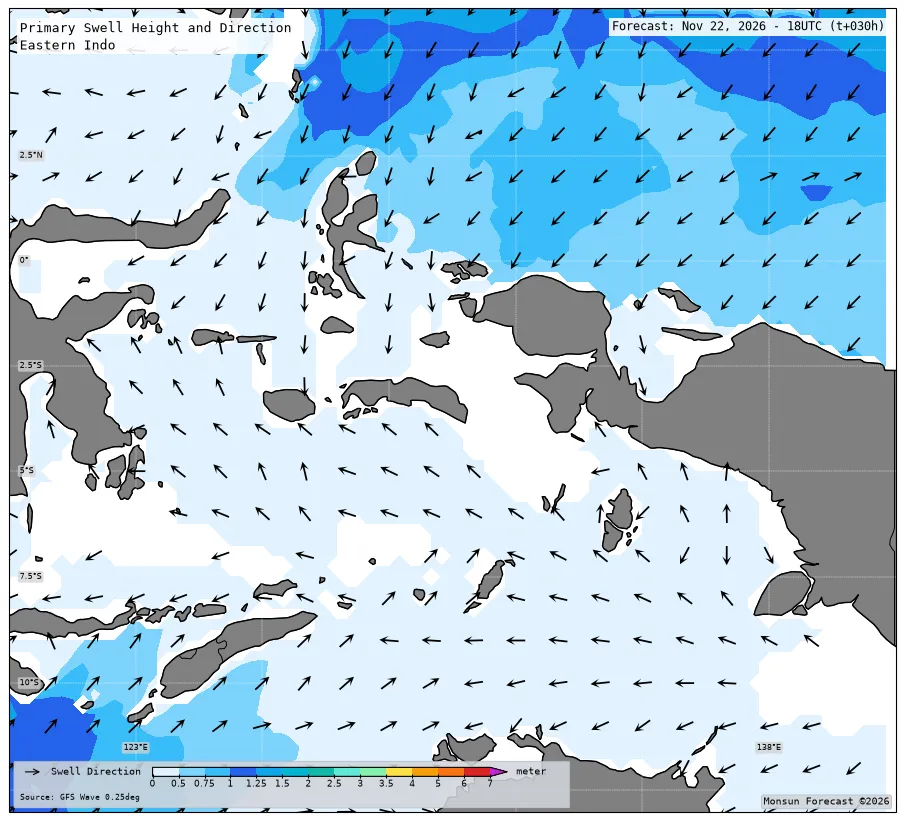 Primary Swell Height and Direction
Eastern Indo
Forecast: Nov 22, 2026 - 18UTC (t+030h)
2.5°N
0°
2.5°S
5°S
7.5°S
10°S
123°E
138°E
Swell Direction
0 0.5 0.75 1 1.25 1.5 2 2.5 3 3.5 4 5 6 7
meter
Source: GFS Wave 0.25deg
Monsun Forecast ©2026